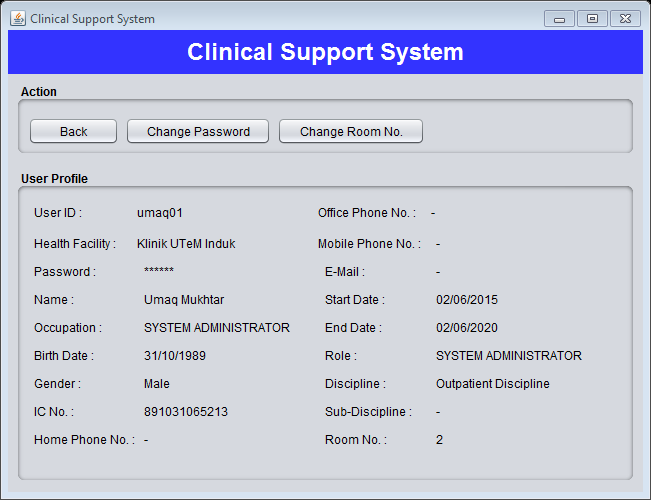 Clinical Support System
Clinical Support System
Action
Back Change Password Change Room No.
User Profile
User ID : umaq01 Office Phone No. : -
Health Facility : Klinik UTeM Induk Mobile Phone No. : -
Password : ****** E-Mail : -
Name : Umaq Mukhtar Start Date : 02/06/2015
Occupation : SYSTEM ADMINISTRATOR End Date : 02/06/2020
Birth Date : 31/10/1989 Role : SYSTEM ADMINISTRATOR
Gender : Male Discipline : Outpatient Discipline
IC No. : 891031065213 Sub-Discipline : -
Home Phone No. : - Room No. : 2